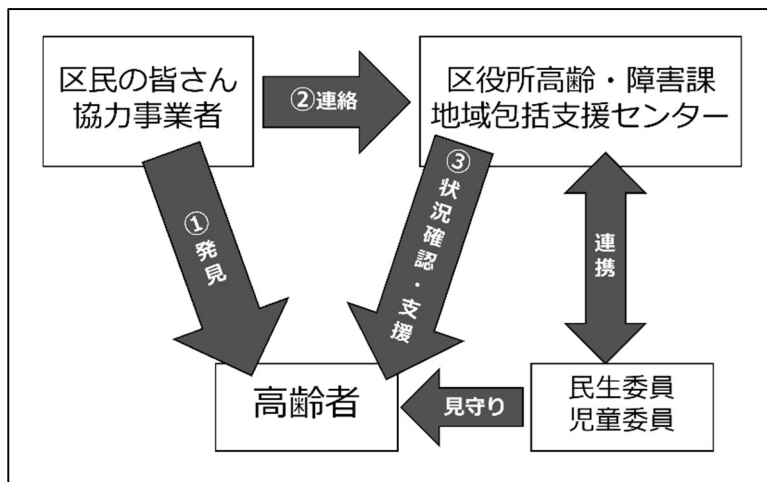 区民の皆さん
協力事業者
②連絡
区役所高齢・障害課
地域包括支援センター
①発見
③状況確認・支援
連携
高齢者
見守り
民生委員
児童委員